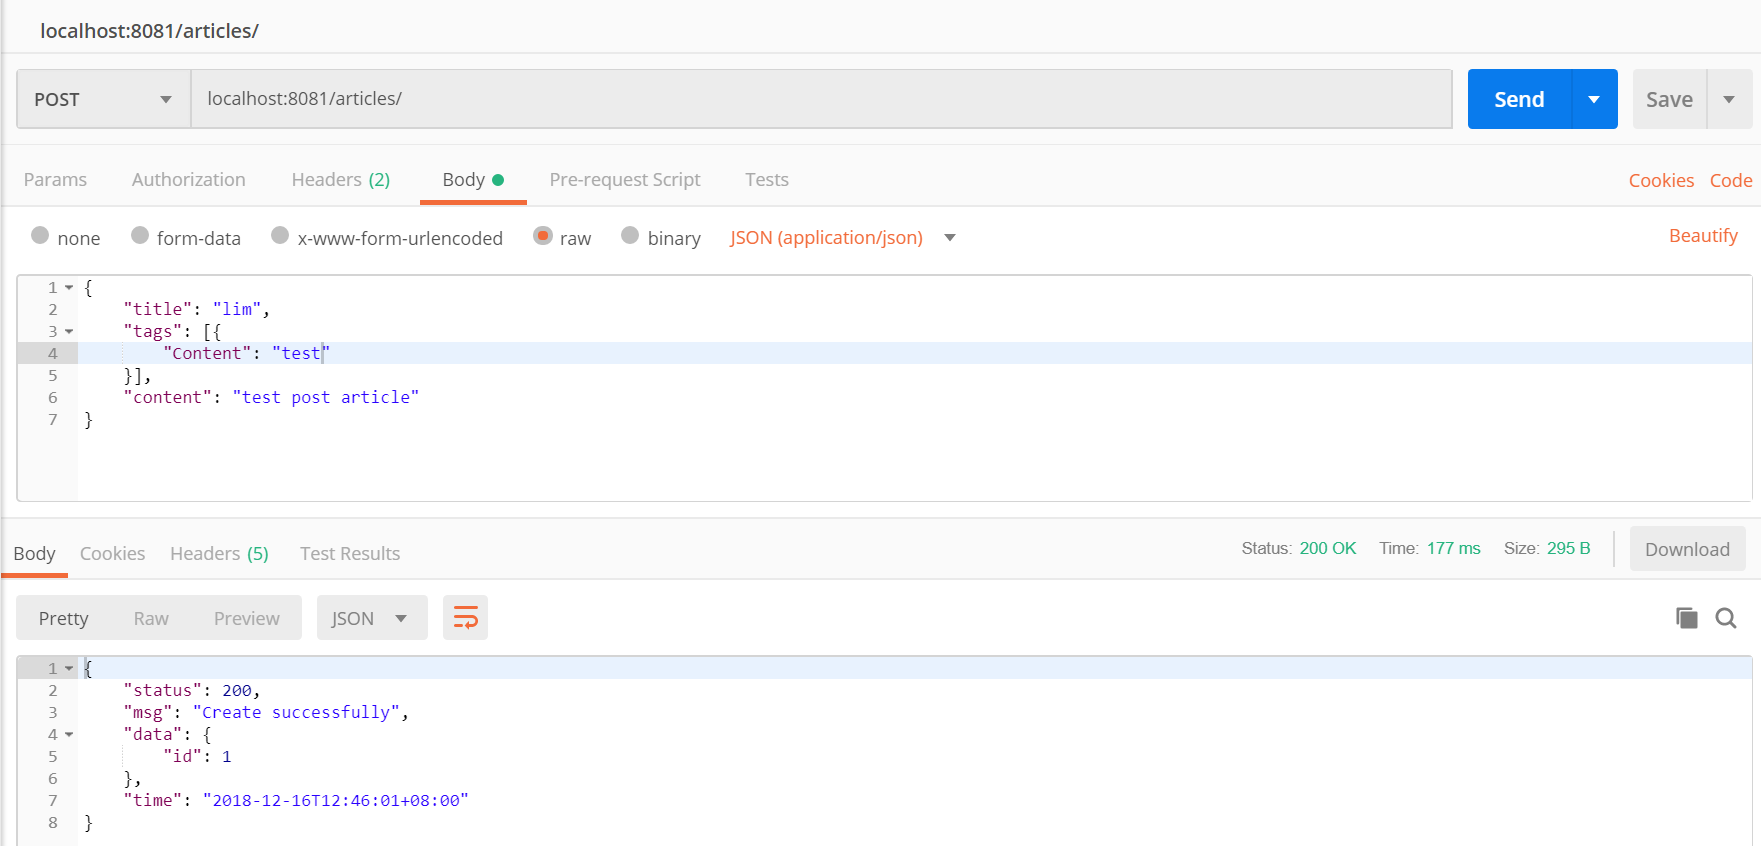 localhost:8081/articles/
POST localhost:8081/articles/ Send Save
Params Authorization Headers (2) Body Pre-request Script Tests Cookies Code
none form-data x-www-form-urlencoded raw binary JSON (application/json) Beautify
1 {
2 "title": "lim",
3 "tags": [{
4 "Content": "test"
5 }],
6 "content": "test post article"
7 }
Body Cookies Headers (5) Test Results Status: 200 OK Time: 177 ms Size: 295 B Download
Pretty Raw Preview JSON
1 {
2 "status": 200,
3 "msg": "Create successfully",
4 "data": {
5 "id": 1
6 },
7 "time": "2018-12-16T12:46:01+08:00"
8 }